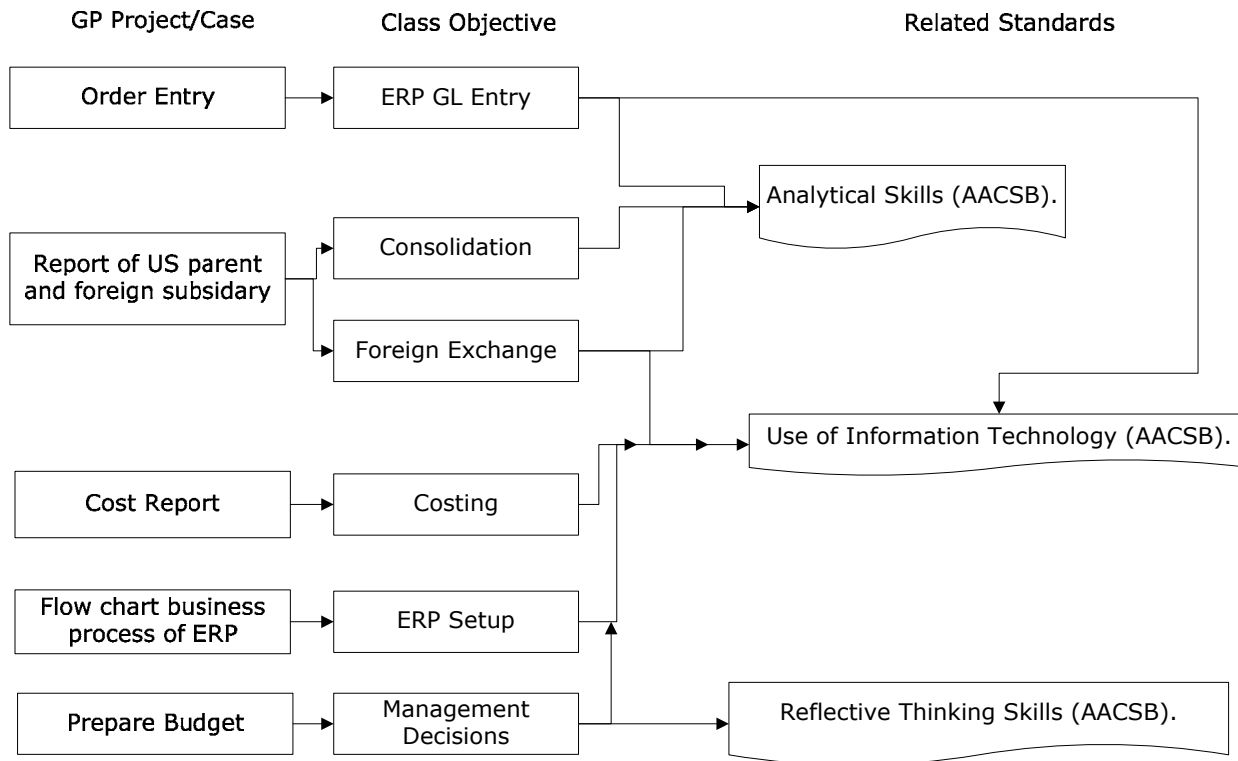 GP Project/Case
Class Objective
Related Standards
Order Entry
ERP GL Entry
Analytical Skills (AACSB).
Report of US parent
and foreign subsidary
Consolidation
Foreign Exchange
Use of Information Technology (AACSB).
Cost Report
Costing
Flow chart business
process of ERP
ERP Setup
Prepare Budget
Management
Decisions
Reflective Thinking Skills (AACSB).